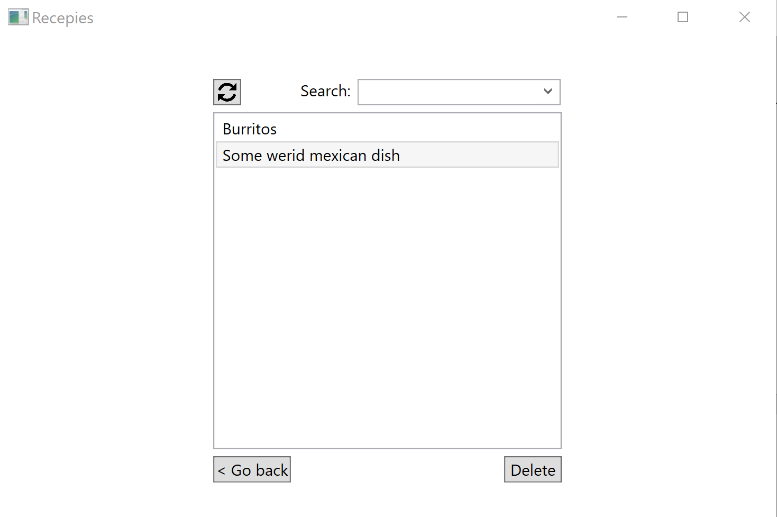 Recepies
Search:
Burritos
Some werid mexican dish
< Go back
Delete